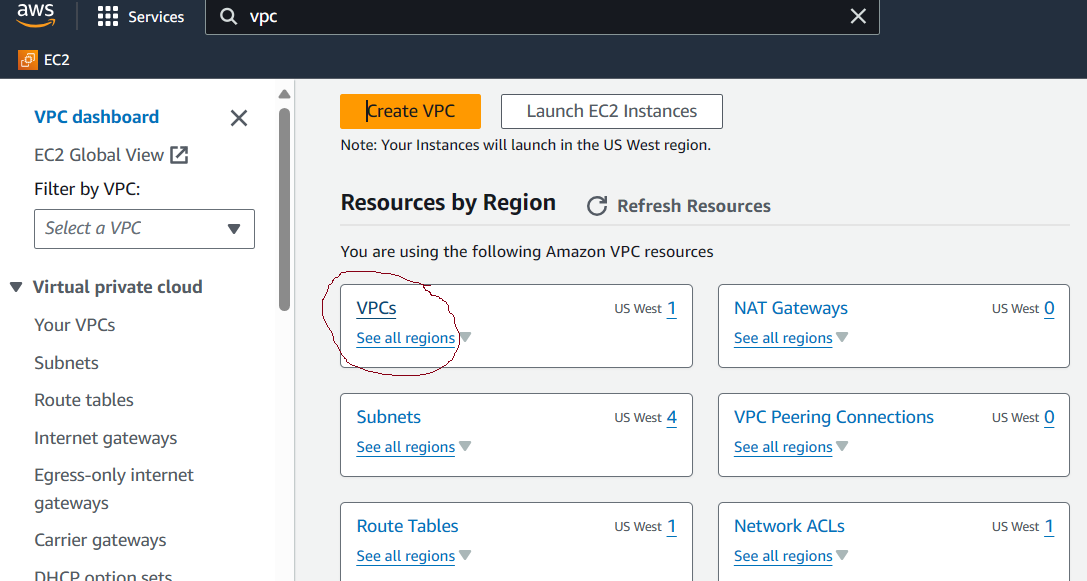 aws
Services
vpc
EC2
VPC dashboard
EC2 Global View
Filter by VPC:
Select a VPC
Virtual private cloud
Your VPCs
Subnets
Route tables
Internet gateways
Egress-only internet
gateways
Carrier gateways
DHCP option sets
Create VPC
Launch EC2 Instances
Note: Your Instances will launch in the US West region.
Resources by Region
Refresh Resources
You are using the following Amazon VPC resources
VPCs US West 1
See all regions
NAT Gateways US West 0
See all regions
Subnets US West 4
See all regions
VPC Peering Connections US West 0
See all regions
Route Tables US West 1
See all regions
Network ACLs US West 1
See all regions